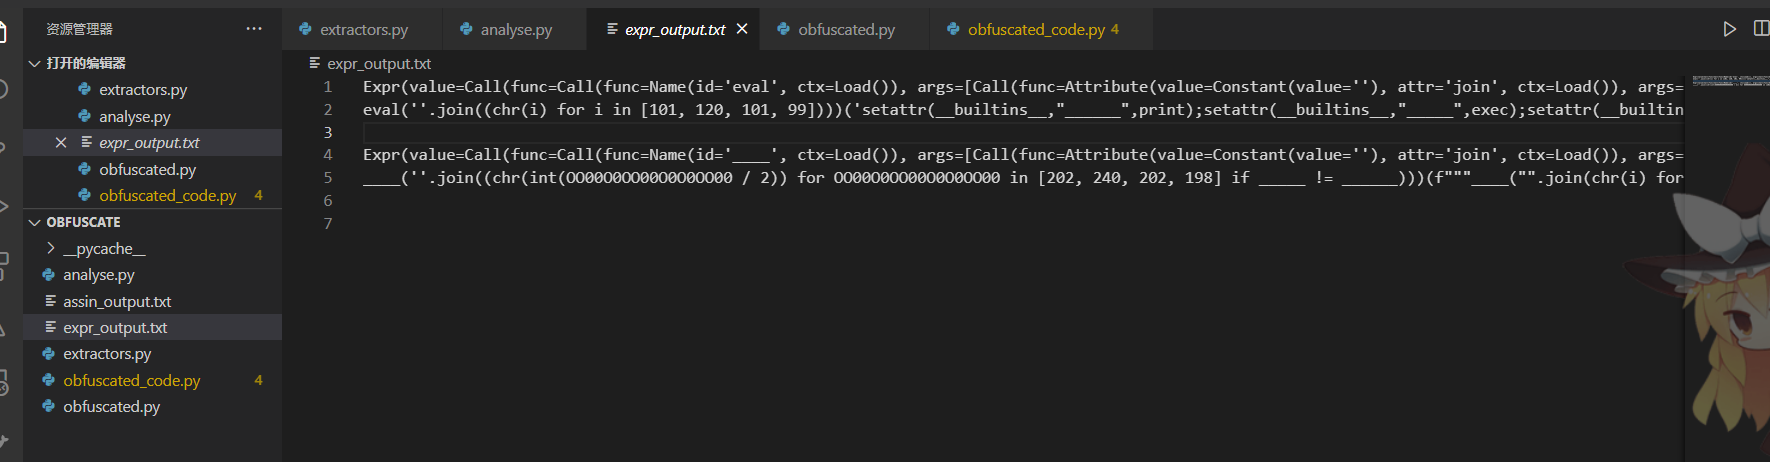 资源管理器 ···
打开的编辑器
extractors.py
analyse.py
expr_output.txt
obfuscated.py
obfuscated_code.py 4
OBFUSCATE
__pycache__
analyse.py
assin_output.txt
expr_output.txt
extractors.py
obfuscated_code.py 4
obfuscated.py
extractors.py analyse.py expr_output.txt obfuscated.py obfuscated_code.py 4
expr_output.txt
1 Expr(value=Call(func=Call(func=Name(id='eval', ctx=Load()), args=[Call(func=Attribute(value=Constant(value=''), attr='join', ctx=Load()), args=
2 eval(''.join((chr(i) for i in [101, 120, 101, 99])))('setattr(__builtins__,"______",print);setattr(__builtins__,"_____",exec);setattr(__builtin
3
4 Expr(value=Call(func=Call(func=Name(id='____', ctx=Load()), args=[Call(func=Attribute(value=Constant(value=''), attr='join', ctx=Load()), args=
5 ____(''.join((chr(int(OO00O0OO00O0O0OO00 / 2)) for OO00O0OO00O0O0OO00 in [202, 240, 202, 198] if _____ != ______)))(f"""____("".join(chr(i) for
6
7